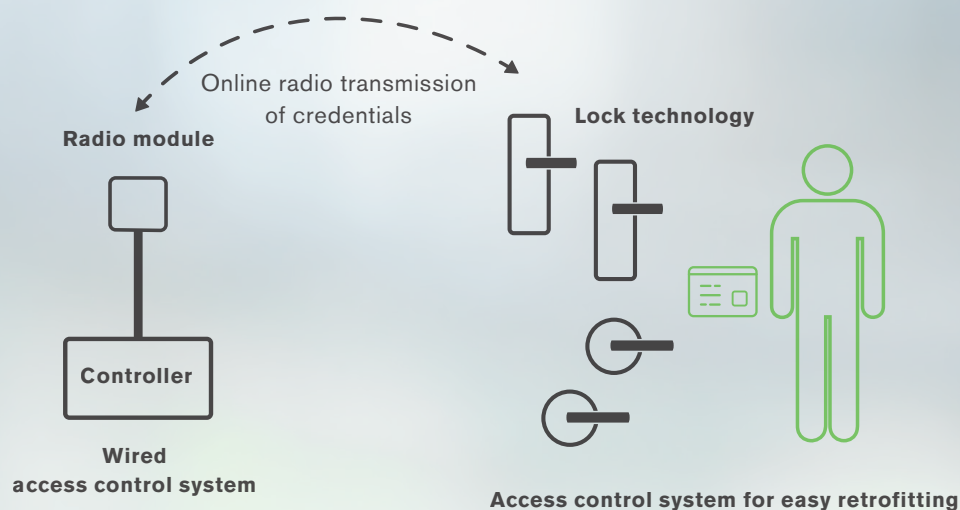 Online radio transmission
of credentials
Radio module
Lock technology
Controller
Wired
access control system
Access control system for easy retrofitting